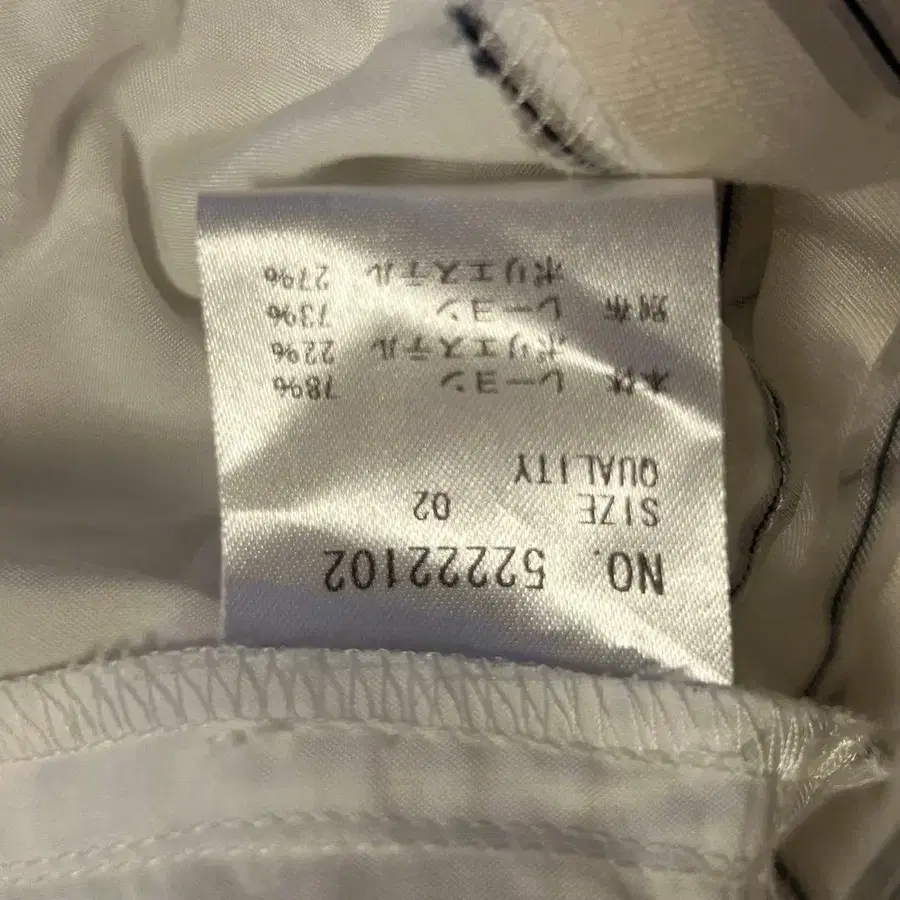 NO. 52222102
SIZE 02
QUALITY
本体 レーヨン 78%
ポリエステル 22%
別布 レーヨン 73%
ポリエステル 27%